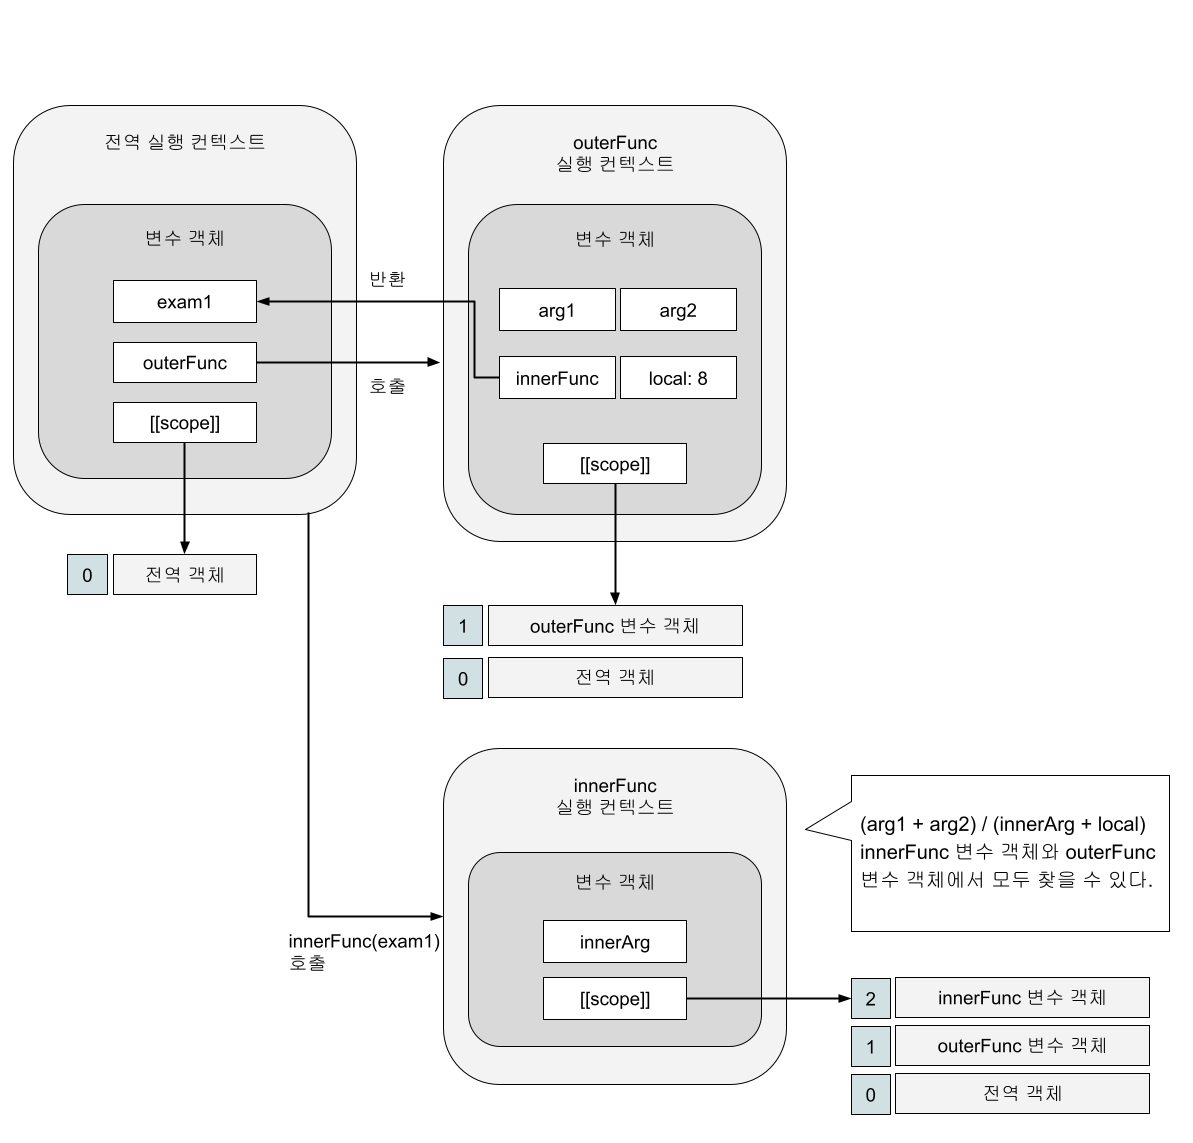 전역 실행 컨텍스트
변수 객체
exam1
outerFunc
[[scope]]
0
전역 객체
반환
호출
outerFunc
실행 컨텍스트
변수 객체
arg1
arg2
innerFunc
local: 8
[[scope]]
1
outerFunc 변수 객체
0
전역 객체
innerFunc(exam1)
호출
innerFunc
실행 컨텍스트
변수 객체
innerArg
[[scope]]
(arg1 + arg2) / (innerArg + local)
innerFunc 변수 객체와 outerFunc
변수 객체에서 모두 찾을 수 있다.
2
innerFunc 변수 객체
1
outerFunc 변수 객체
0
전역 객체